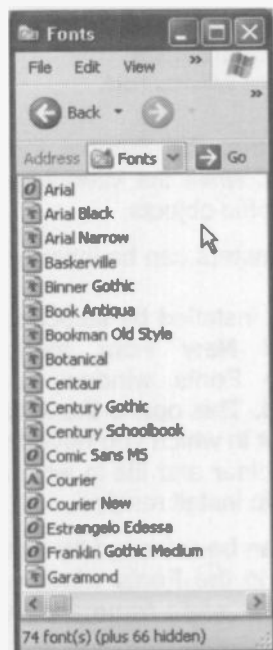 Fonts
File Edit View »
»
Back
Address Fonts Go
Arial
Arial Black
Arial Narrow
Baskerville
Binner Gothic
Book Antiqua
Bookman Old Style
Botanical
Centaur
Century Gothic
Century Schoolbook
Comic Sans MS
Courier
Courier New
Estrangelo Edessa
Franklin Gothic Medium
Garamond
74 font(s) (plus 66 hidden)